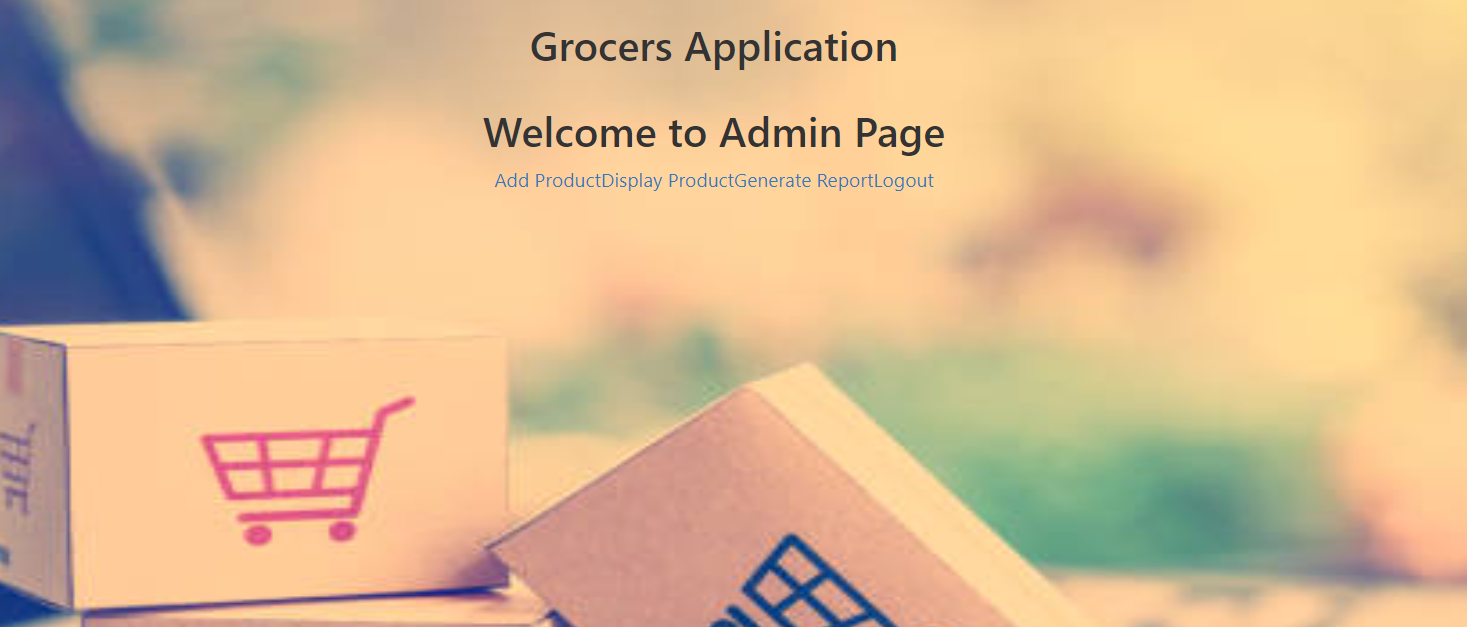 Grocers Application
Welcome to Admin Page
Add ProductDisplay ProductGenerate ReportLogout